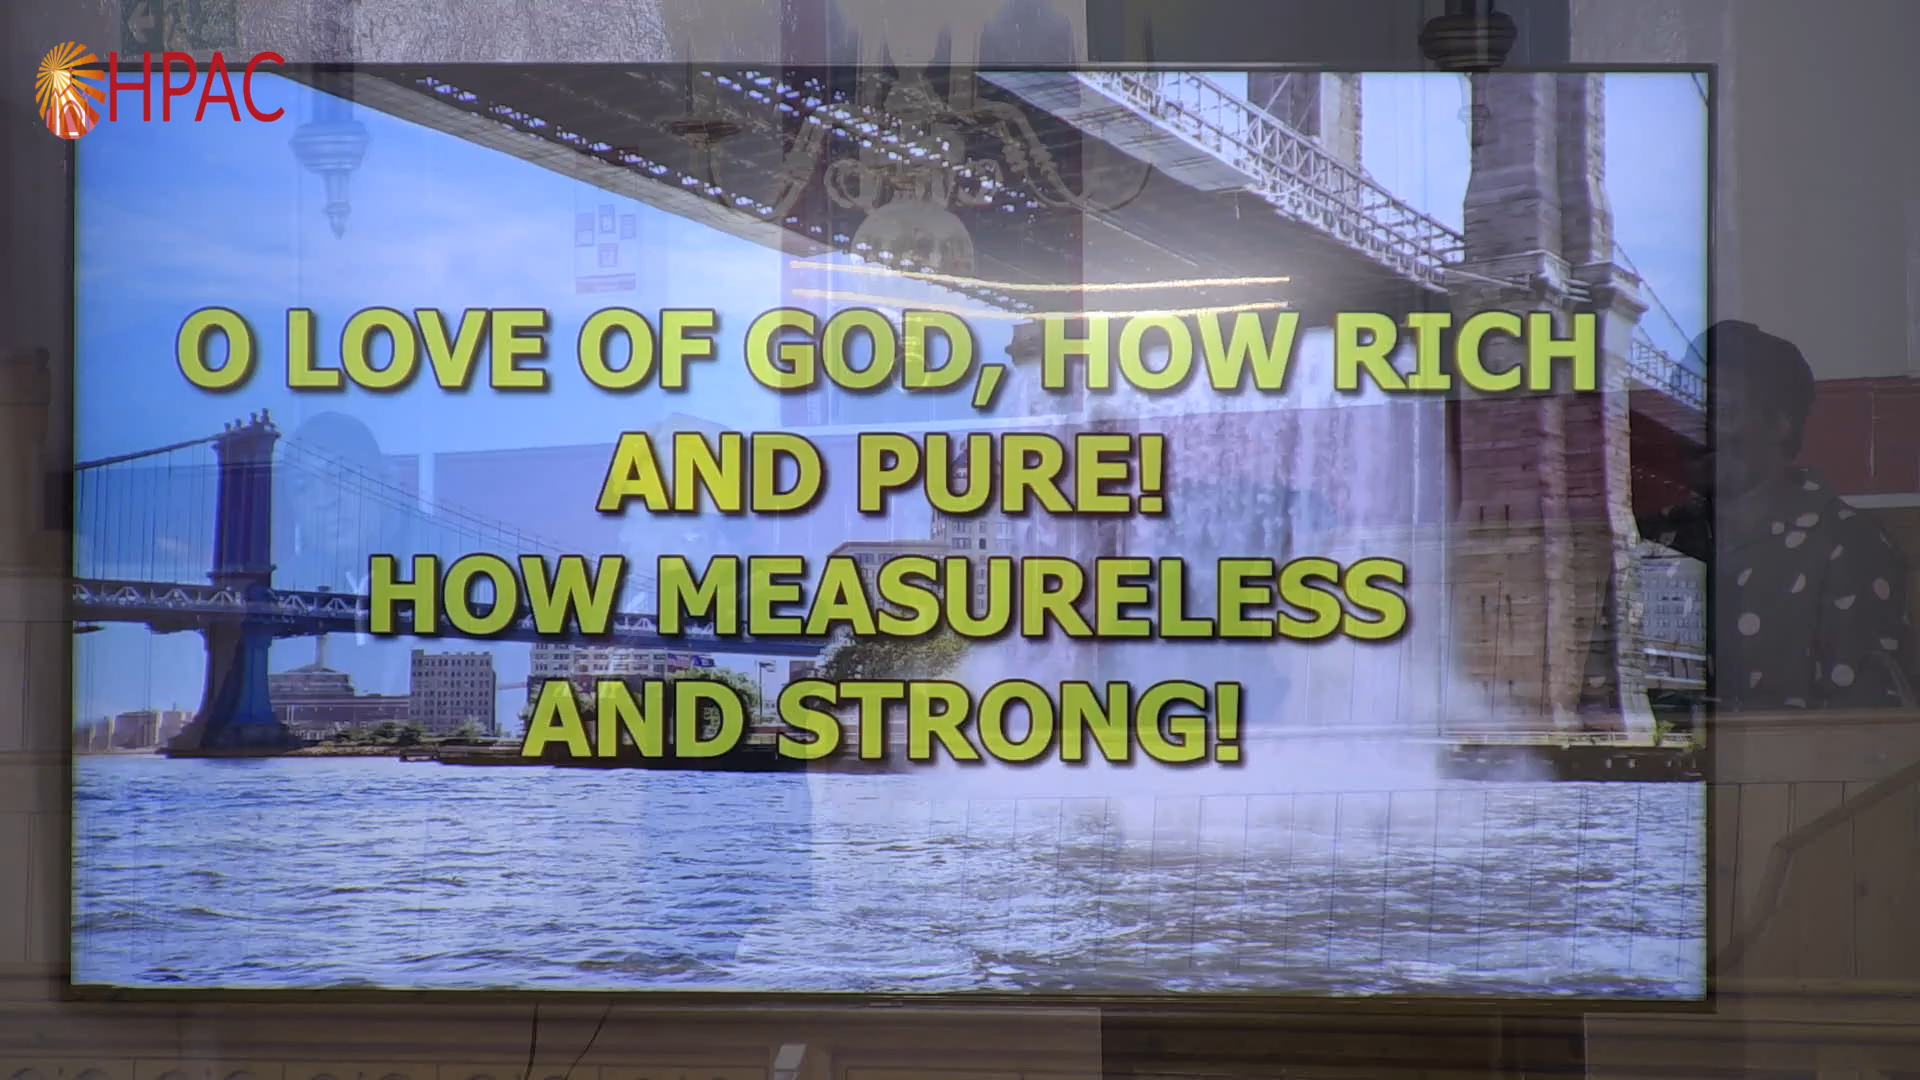 HPAC
O LOVE OF GOD, HOW RICH
AND PURE!
HOW MEASURELESS
AND STRONG!